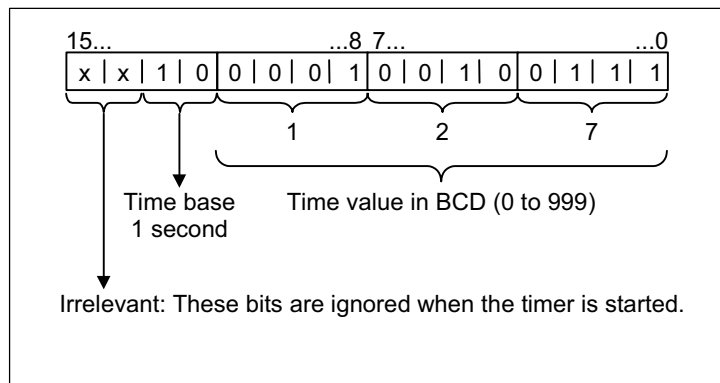 15... ...8 7... ...0
x x 1 0 0 0 0 1 0 0 1 0 0 1 1 1
1 2 7
Time base
1 second
Time value in BCD (0 to 999)
Irrelevant: These bits are ignored when the timer is started.